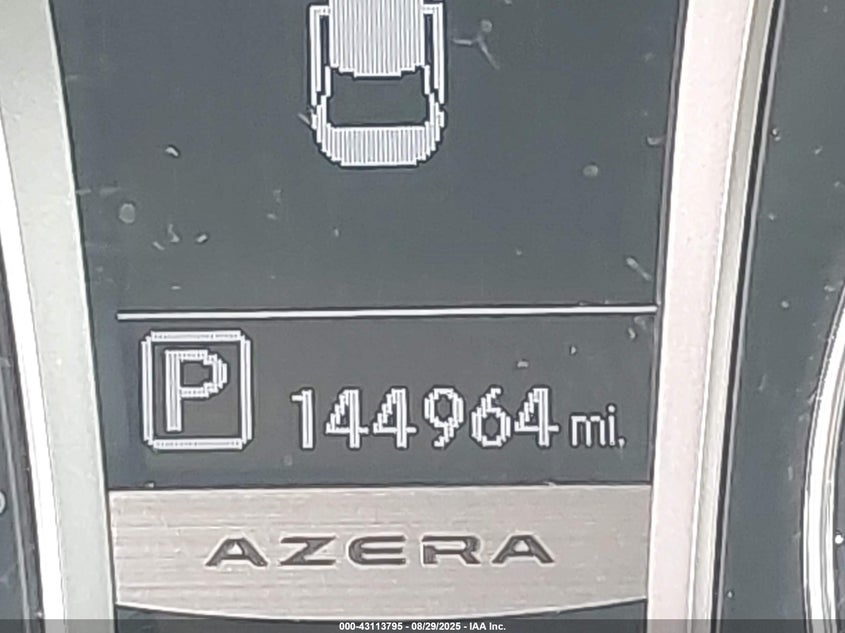 P 144964 mi.
AZERA
000-43113795 - 08/29/2025 - IAA Inc.